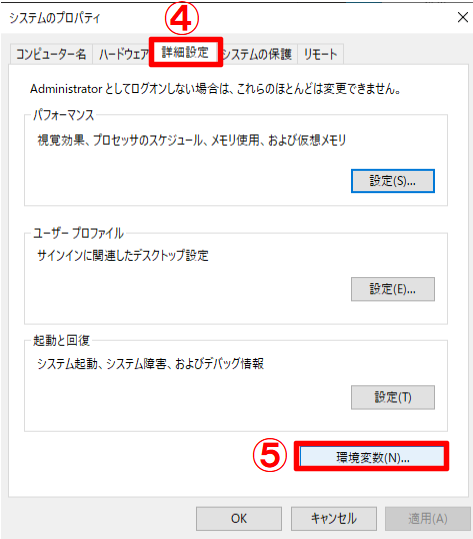 システムのプロパティ
④
コンピューター名 ハードウェア 詳細設定 システムの保護 リモート
Administrator としてログオンしない場合は、これらのほとんどは変更できません。
パフォーマンス
視覚効果、プロセッサのスケジュール、メモリ使用、および仮想メモリ
設定(S)...
ユーザー プロファイル
サインインに関連したデスクトップ設定
設定(E)...
起動と回復
システム起動、システム障害、およびデバッグ情報
設定(T)
⑤ 環境変数(N)...
OK キャンセル 適用(A)